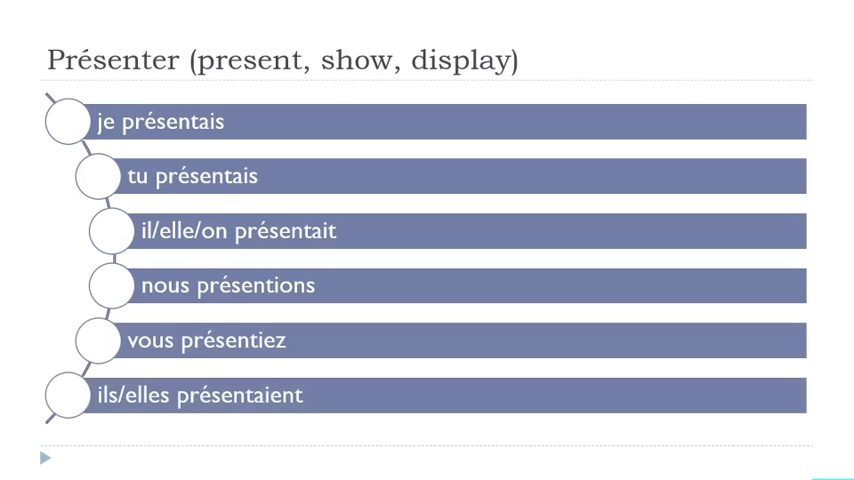 Présenter (present, show, display)
je présentais
tu présentais
il/elle/on présentait
nous présentions
vous présentiez
ils/elles présentaient